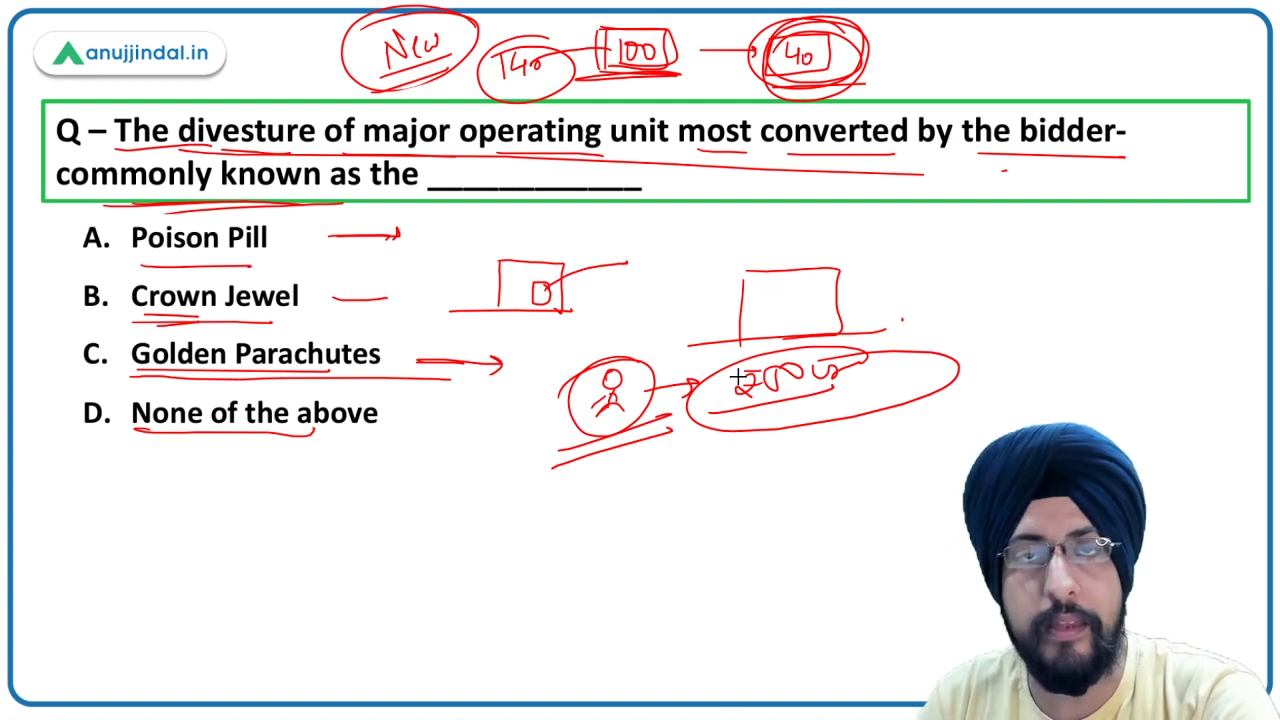 New 140 100 40
anujjindal.in
Q – The divesture of major operating unit most converted by the bidder-
commonly known as the ____________
A. Poison Pill
B. Crown Jewel
C. Golden Parachutes
D. None of the above